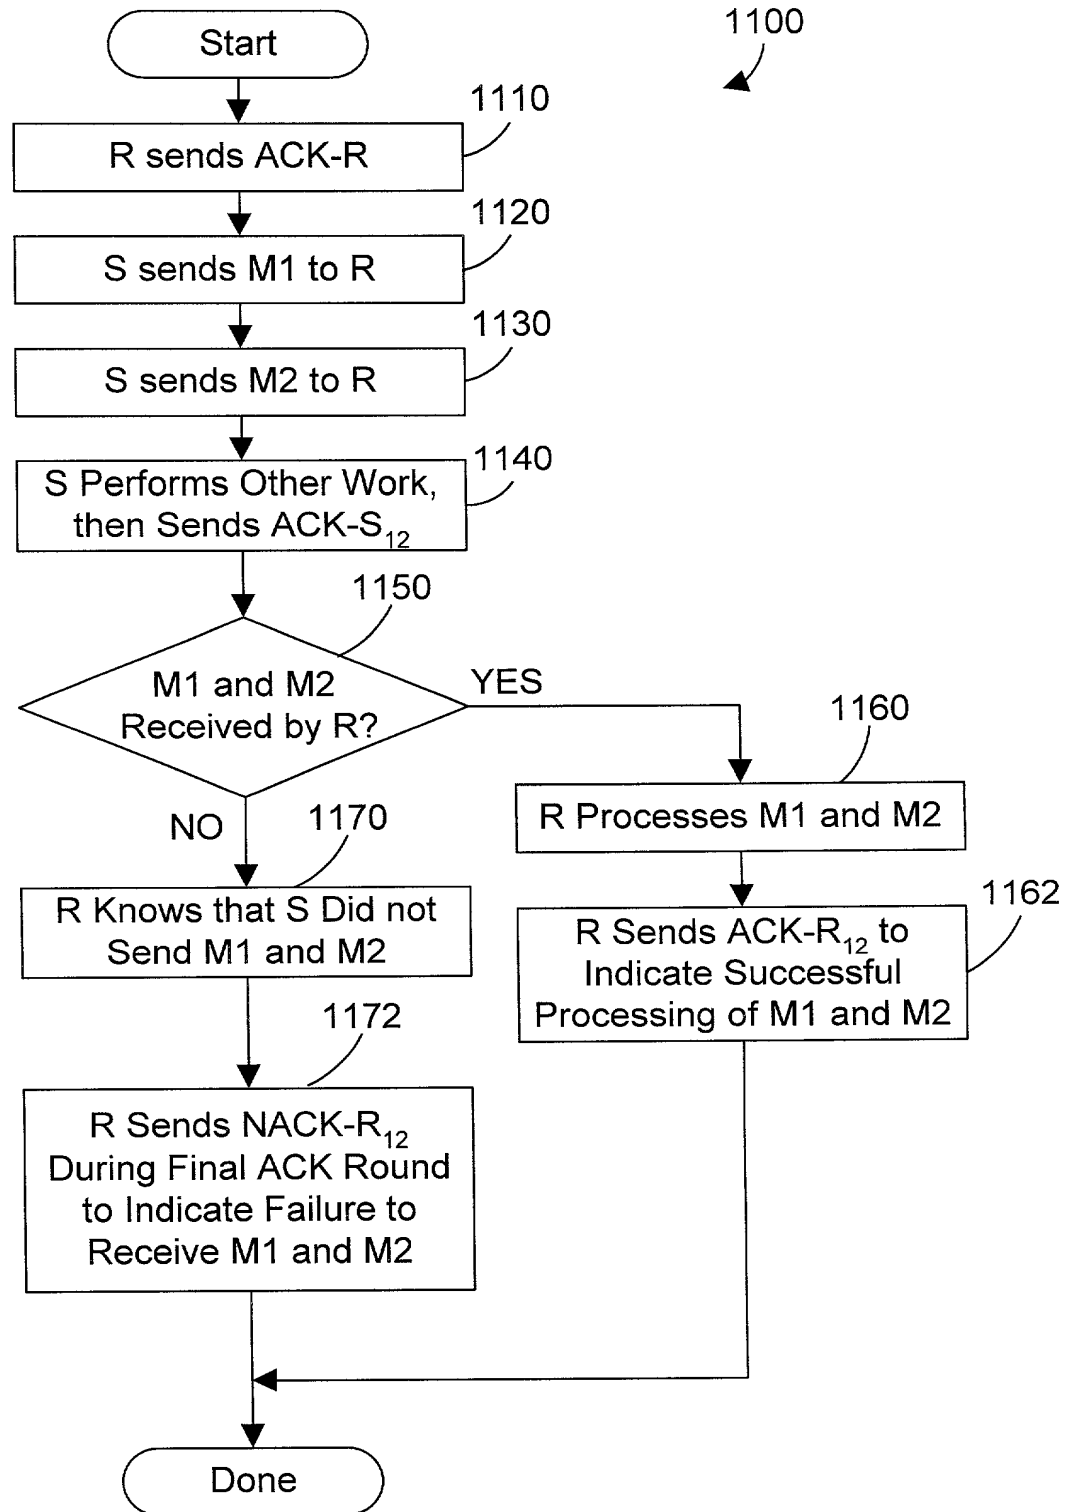 Start
1100
1110
R sends ACK-R
1120
S sends M1 to R
1130
S sends M2 to R
1140
S Performs Other Work,
then Sends ACK-S12
1150
M1 and M2
Received by R?
YES
NO
1160
R Processes M1 and M2
1162
R Sends ACK-R12 to
Indicate Successful
Processing of M1 and M2
1170
R Knows that S Did not
Send M1 and M2
1172
R Sends NACK-R12
During Final ACK Round
to Indicate Failure to
Receive M1 and M2
Done